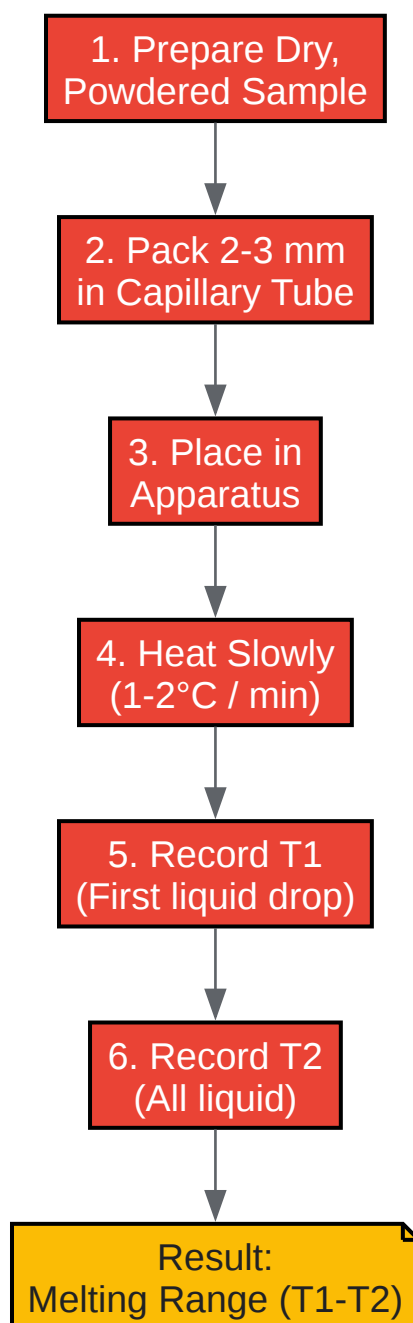 1. Prepare Dry,
Powdered Sample
2. Pack 2-3 mm
in Capillary Tube
3. Place in
Apparatus
4. Heat Slowly
(1-2°C / min)
5. Record T1
(First liquid drop)
6. Record T2
(All liquid)
Result:
Melting Range (T1-T2)